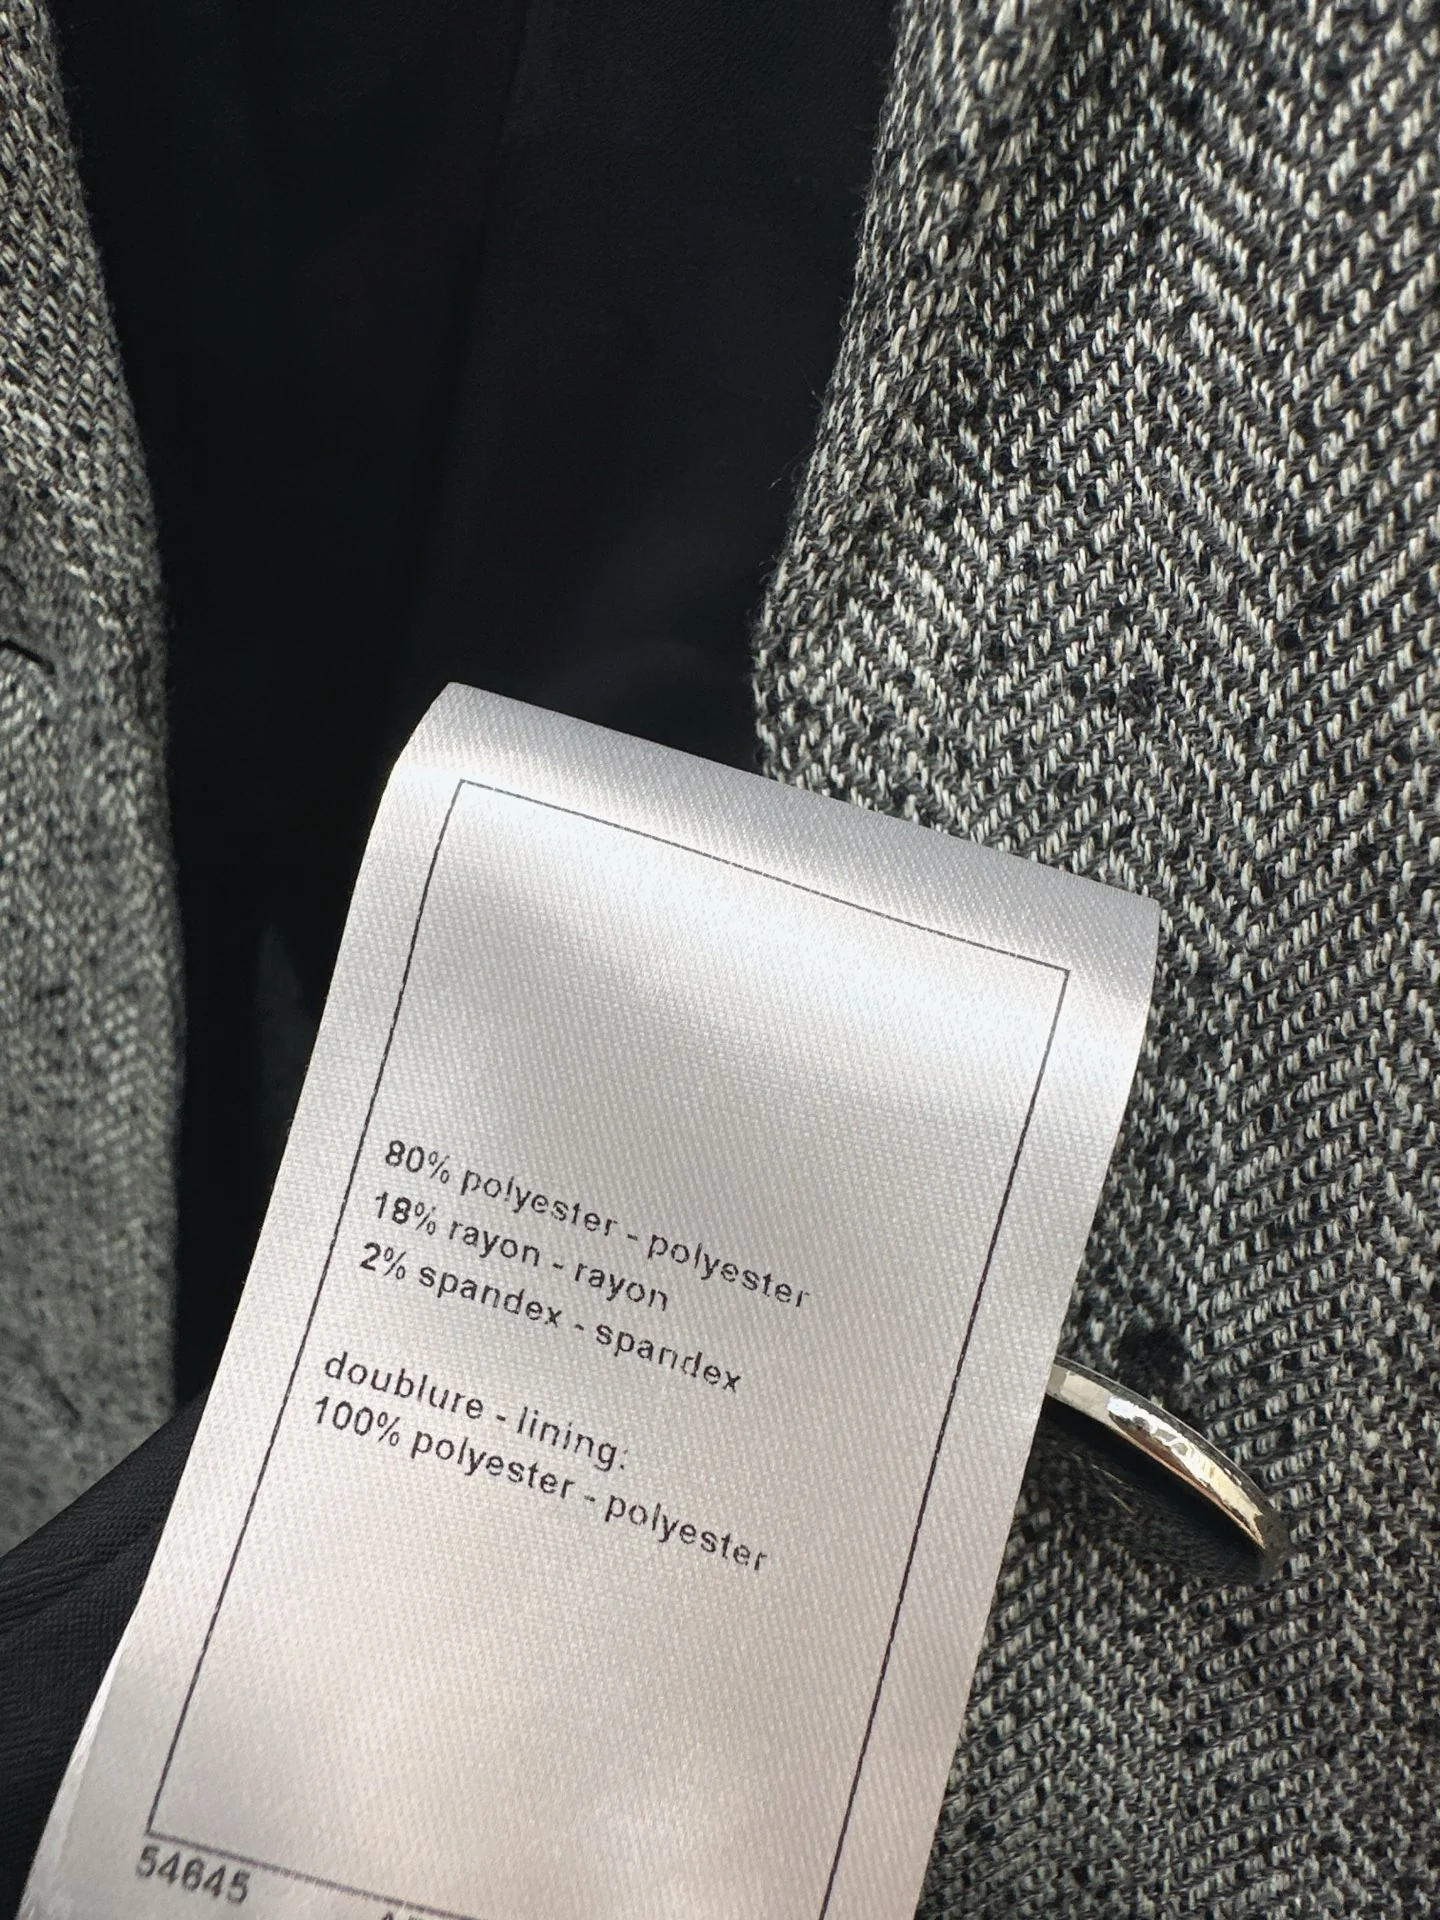 80% polyester - polyester
18% rayon - rayon
2% spandex - spandex
doublure - lining:
100% polyester - polyester
54645